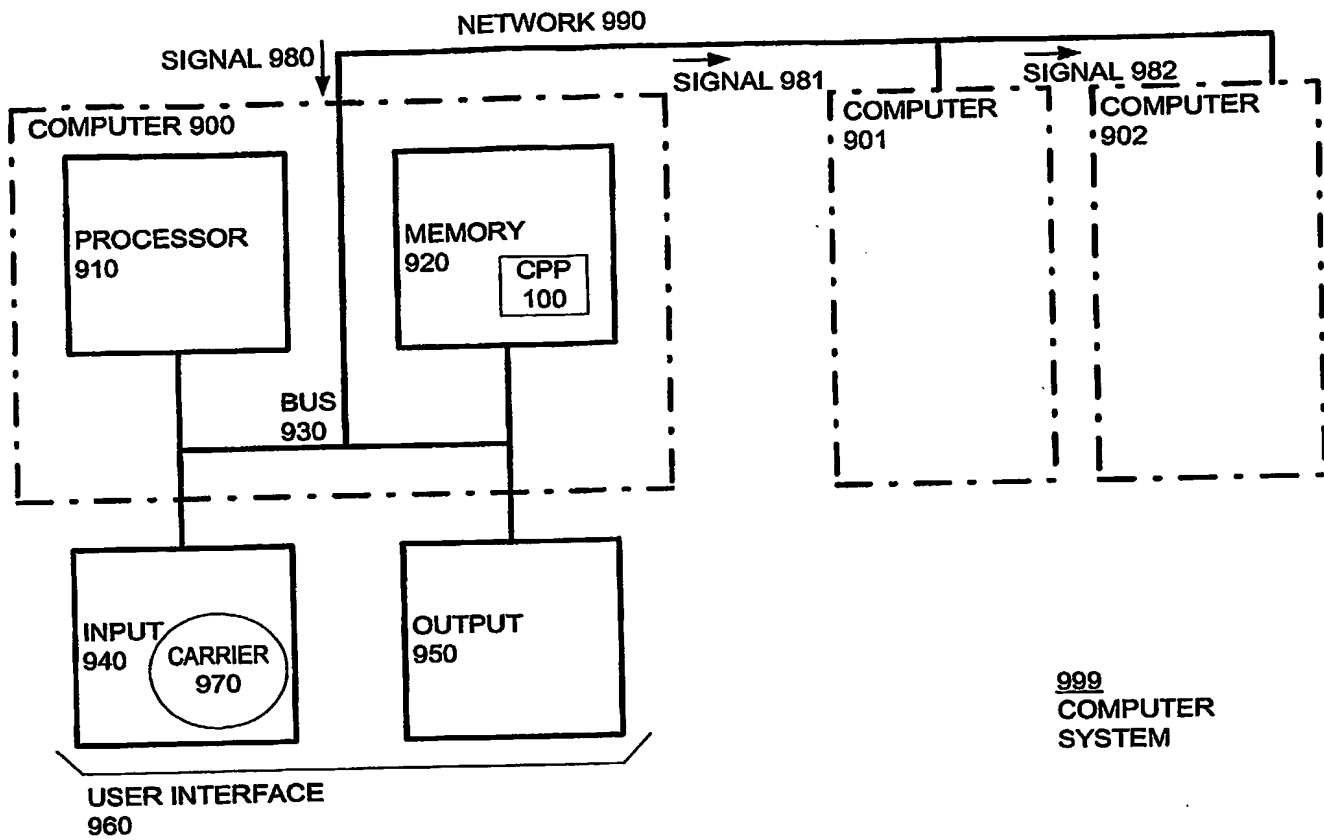 NETWORK 990
SIGNAL 980
SIGNAL 981
SIGNAL 982
COMPUTER 900
COMPUTER
901
COMPUTER
902
PROCESSOR
910
MEMORY
920
CPP
100
BUS
930
INPUT
940
CARRIER
970
OUTPUT
950
999
COMPUTER
SYSTEM
USER INTERFACE
960